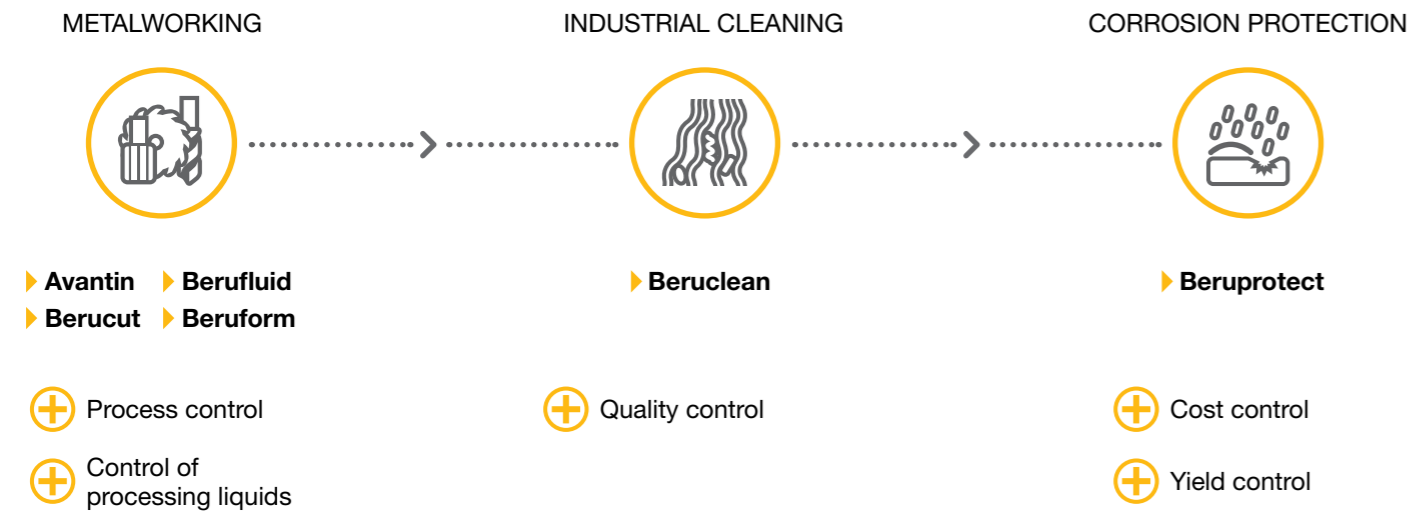 METALWORKING
INDUSTRIAL CLEANING
CORROSION PROTECTION
Avantin
Berufluid
Berucut
Beruform
Beruclean
Beruprotect
Process control
Control of
processing liquids
Quality control
Cost control
Yield control